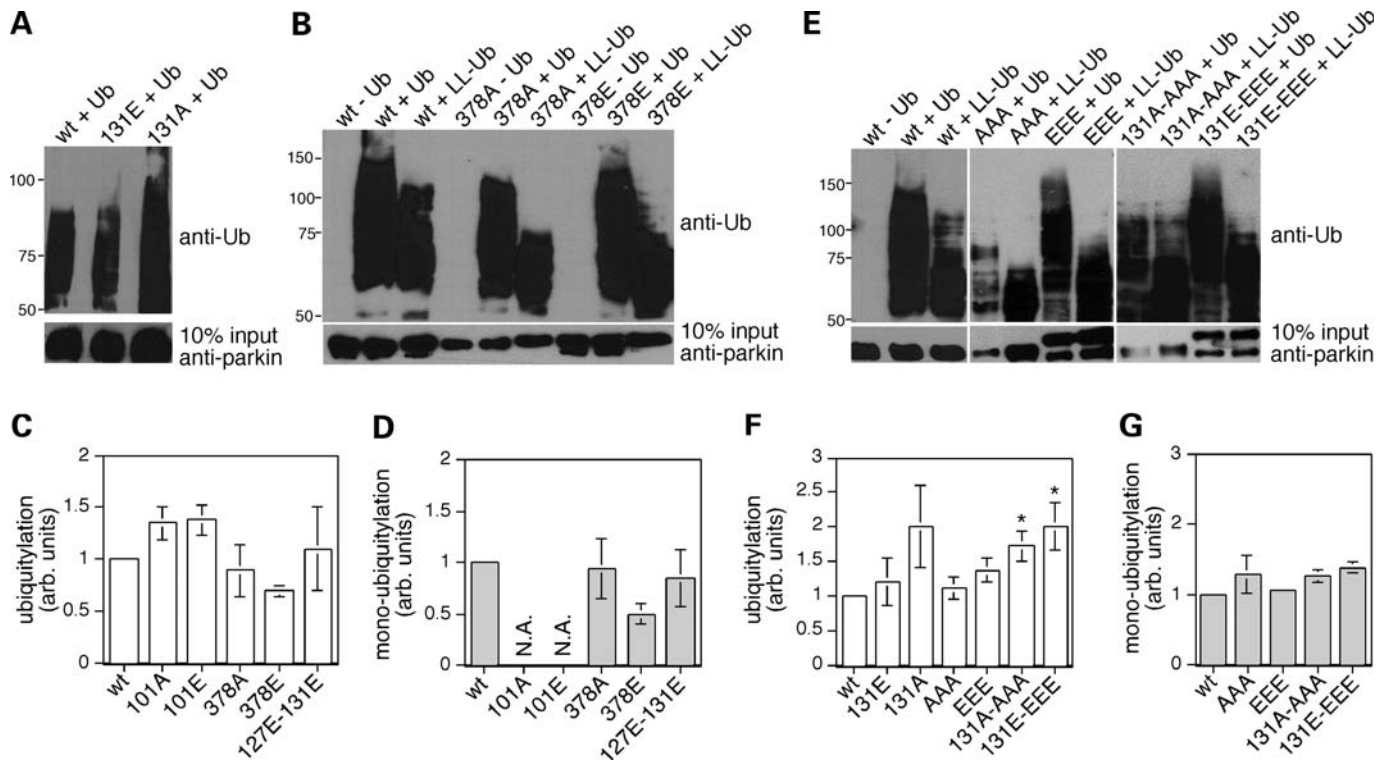 A
wt + Ub
131E + Ub
131A + Ub
100
75
50
anti-Ub
10% input
anti-parkin
B
wt - Ub
wt + Ub
wt + LL-Ub
378A - Ub
378A + Ub
378A + LL-Ub
378E - Ub
378E + Ub
378E + LL-Ub
150
100
75
50
anti-Ub
10% input
anti-parkin
E
wt - Ub
wt + Ub
wt + LL-Ub
AAA + Ub
AAA + LL-Ub
EEE + Ub
EEE + LL-Ub
131A-AAA + Ub
131A-AAA + LL-Ub
131E-EEE + Ub
131E-EEE + LL-Ub
150
100
75
50
anti-Ub
10% input
anti-parkin
C
ubiquitylation
(arb. units)
2
1.5
1
0.5
0
wt
101A
101E
378A
378E
127E-131E
D
mono-ubiquitylation
(arb. units)
2
1.5
1
0.5
0
N.A.
N.A.
wt
101A
101E
378A
378E
127E-131E
F
ubiquitylation
(arb. units)
3
2.5
2
1.5
1
0.5
0
*
*
wt
131E
131A
AAA
EEE
131A-AAA
131E-EEE
G
mono-ubiquitylation
(arb. units)
3
2
1
0
wt
AAA
EEE
131A-AAA
131E-EEE